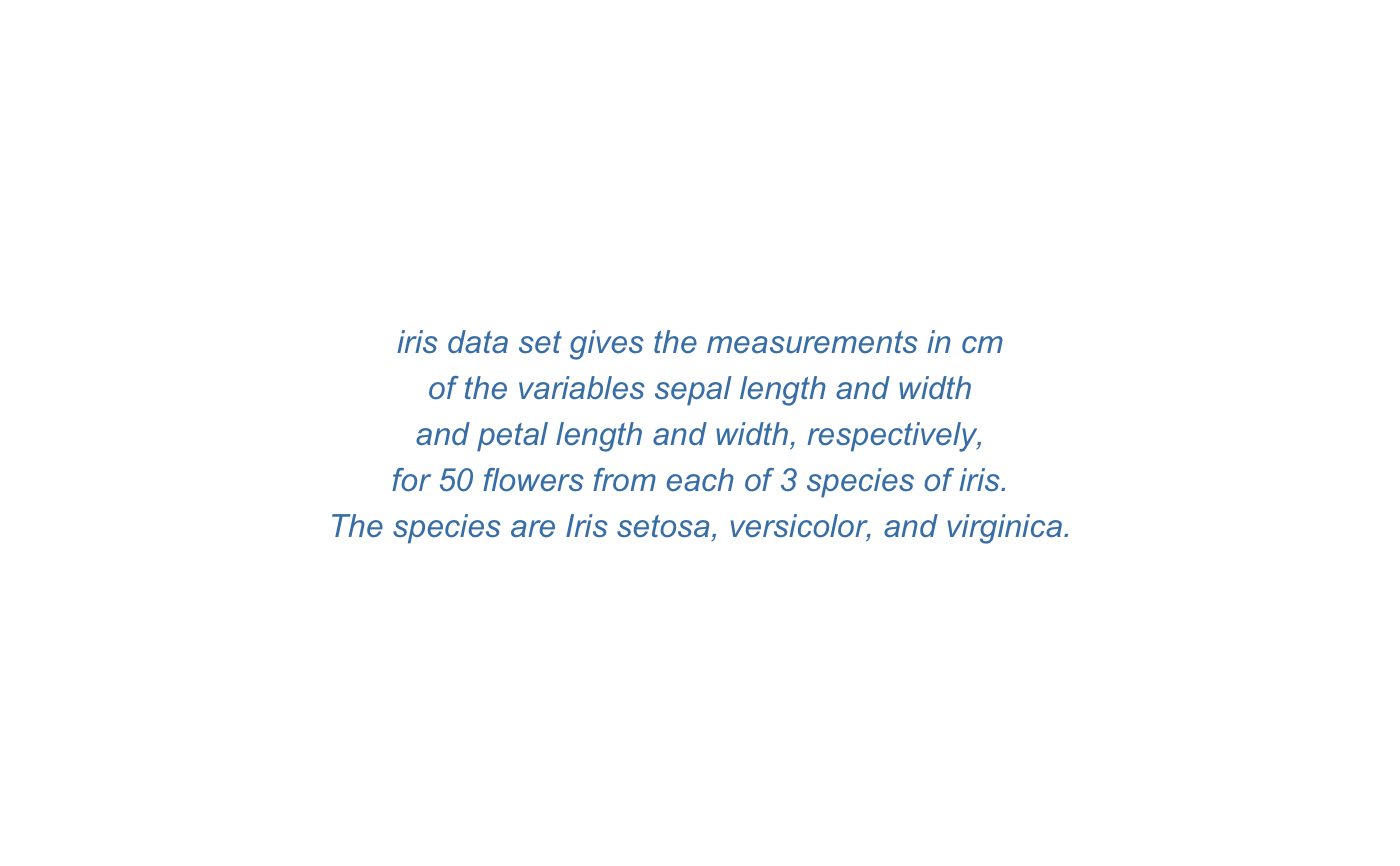 iris data set gives the measurements in cm
of the variables sepal length and width
and petal length and width, respectively,
for 50 flowers from each of 3 species of iris.
The species are Iris setosa, versicolor, and virginica.